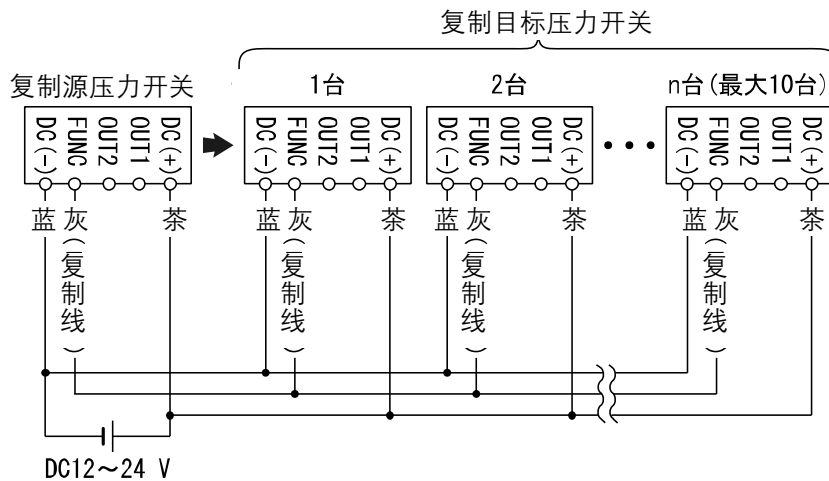 复制目标压力开关
复制源压力开关
1台
2台
n台(最大10台)
DC(-)
FUNC
OUT2
OUT1
DC(+)
DC(-)
FUNC
OUT2
OUT1
DC(+)
DC(-)
FUNC
OUT2
OUT1
DC(+)
DC(-)
FUNC
OUT2
OUT1
DC(+)
蓝
灰(复制线)
茶
蓝
灰(复制线)
茶
蓝
灰(复制线)
茶
蓝
灰(复制线)
茶
DC12～24 V